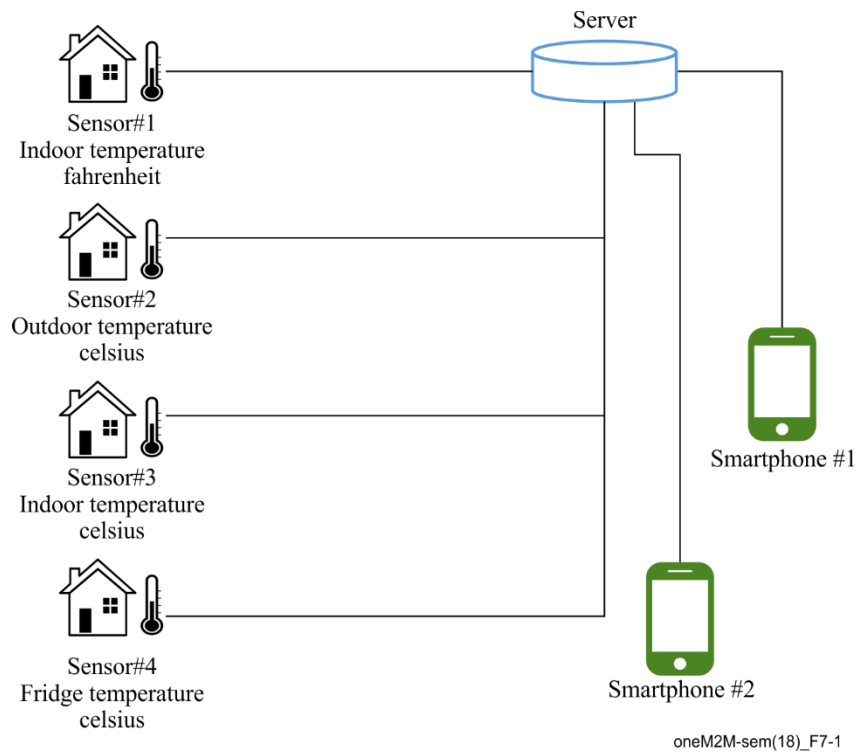 Server
Sensor#1
Indoor temperature
fahrenheit
Sensor#2
Outdoor temperature
celsius
Sensor#3
Indoor temperature
celsius
Sensor#4
Fridge temperature
celsius
Smartphone #1
Smartphone #2
oneM2M-sem(18)_F7-1